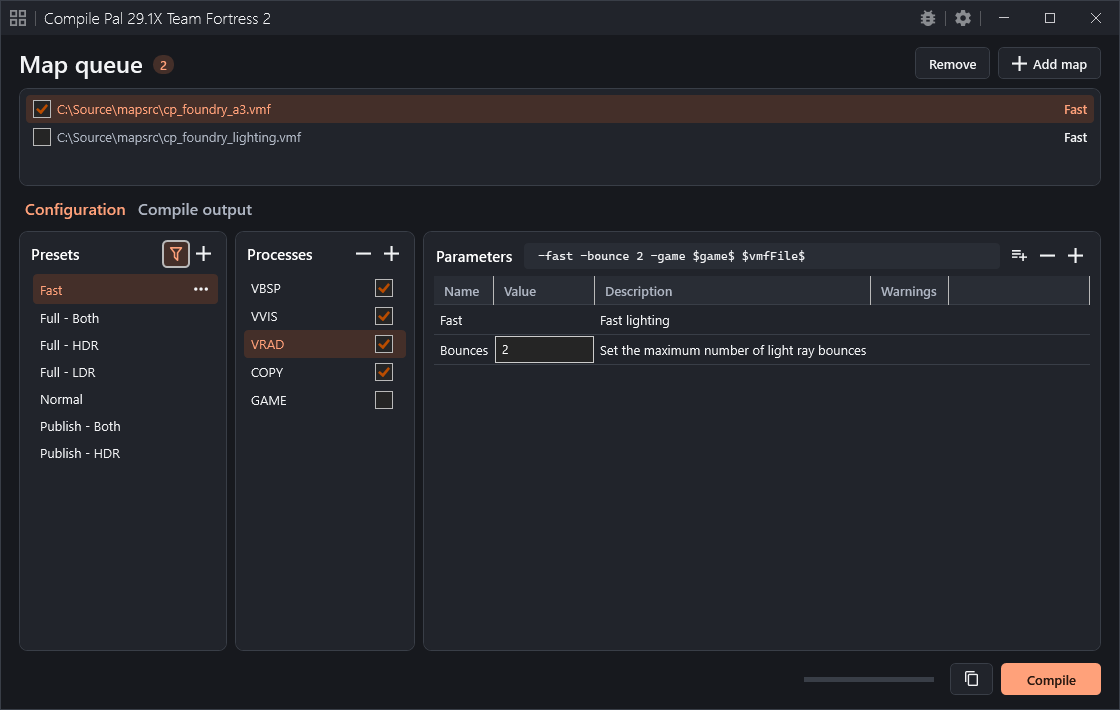 Compile Pal 29.1X Team Fortress 2
Map queue 2
Remove
Add map
C:\Source\mapsrc\cp_foundry_a3.vmf Fast
C:\Source\mapsrc\cp_foundry_lighting.vmf Fast
Configuration Compile output
Presets
Fast
Full - Both
Full - HDR
Full - LDR
Normal
Publish - Both
Publish - HDR
Processes
VBSP
VVIS
VRAD
COPY
GAME
Parameters -fast -bounce 2 -game $game$ $vmfFile$
Name Value Description Warnings
Fast Fast lighting
Bounces 2 Set the maximum number of light ray bounces
Compile